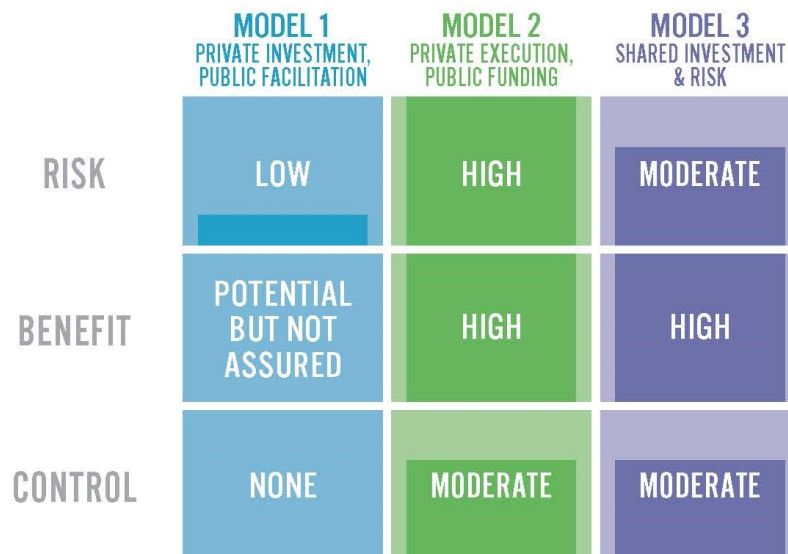 MODEL 1
PRIVATE INVESTMENT,
PUBLIC FACILITATION
MODEL 2
PRIVATE EXECUTION,
PUBLIC FUNDING
MODEL 3
SHARED INVESTMENT
& RISK
RISK
LOW
HIGH
MODERATE
BENEFIT
POTENTIAL
BUT NOT
ASSURED
HIGH
HIGH
CONTROL
NONE
MODERATE
MODERATE